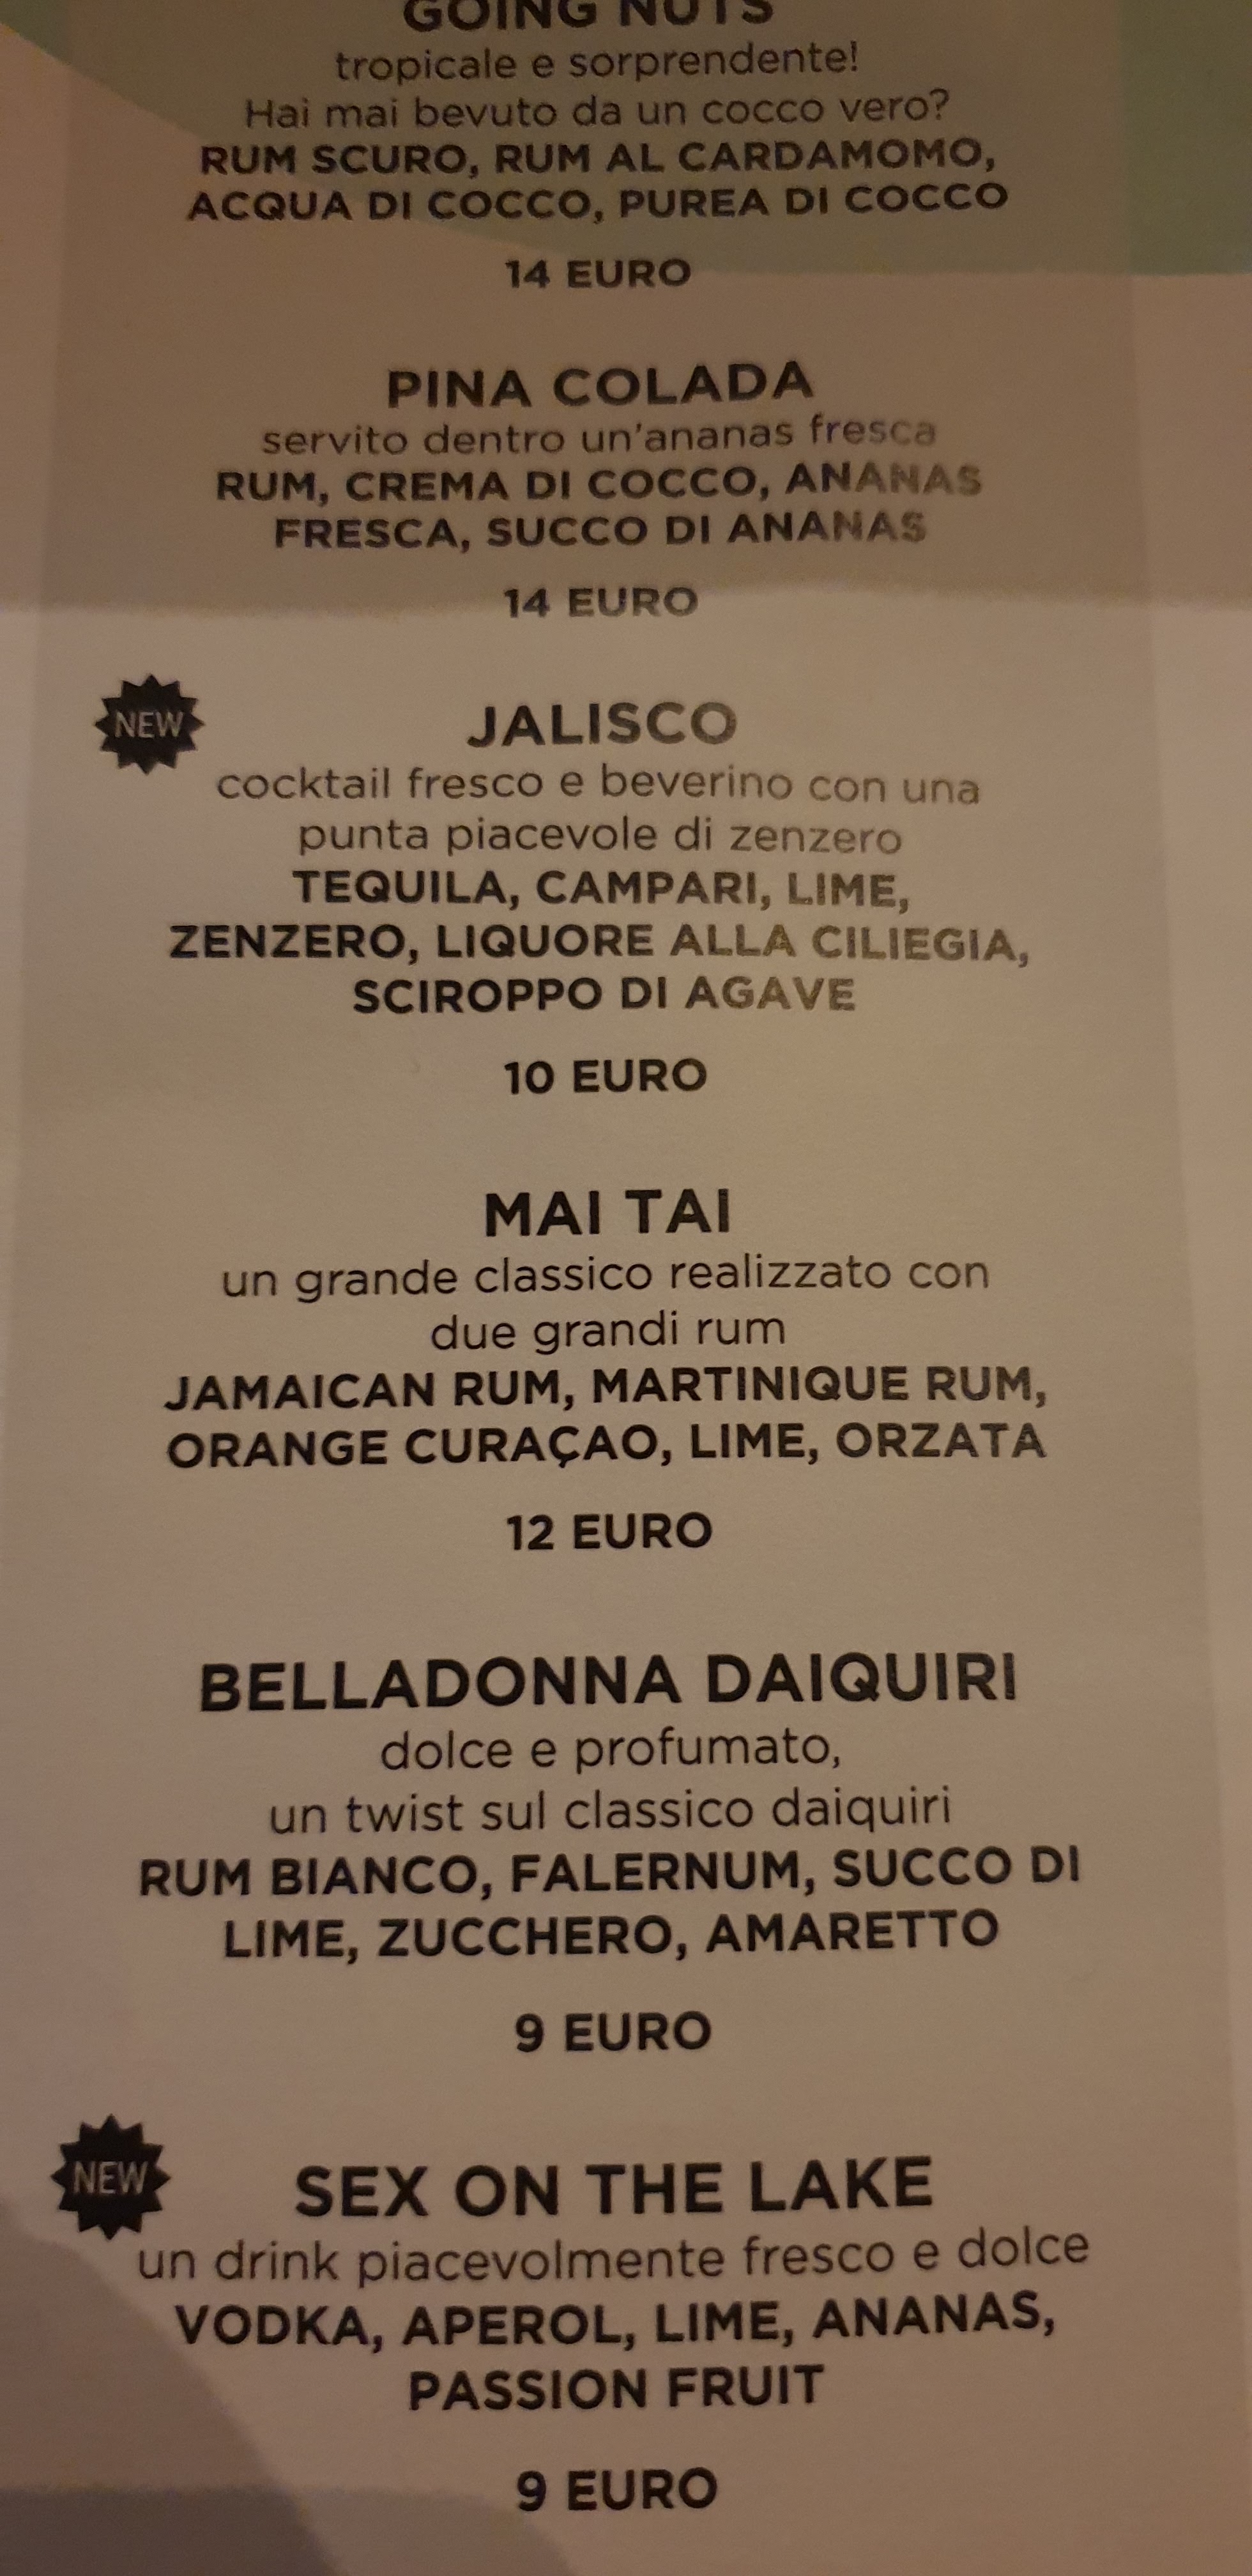 GOING NUTS
tropicale e sorprendente!
Hai mai bevuto da un cocco vero?
RUM SCURO, RUM AL CARDAMOMO,
ACQUA DI COCCO, PUREA DI COCCO
14 EURO
PINA COLADA
servito dentro un'ananas fresca
RUM, CREMA DI COCCO, ANANAS
FRESCA, SUCCO DI ANANAS
14 EURO
NEW
JALISCO
cocktail fresco e beverino con una
punta piacevole di zenzero
TEQUILA, CAMPARI, LIME,
ZENZERO, LIQUORE ALLA CILIEGIA,
SCIROPPO DI AGAVE
10 EURO
MAI TAI
un grande classico realizzato con
due grandi rum
JAMAICAN RUM, MARTINIQUE RUM,
ORANGE CURAÇAO, LIME, ORZATA
12 EURO
BELLADONNA DAIQUIRI
dolce e profumato,
un twist sul classico daiquiri
RUM BIANCO, FALERNUM, SUCCO DI
LIME, ZUCCHERO, AMARETTO
9 EURO
NEW
SEX ON THE LAKE
un drink piacevolmente fresco e dolce
VODKA, APEROL, LIME, ANANAS,
PASSION FRUIT
9 EURO